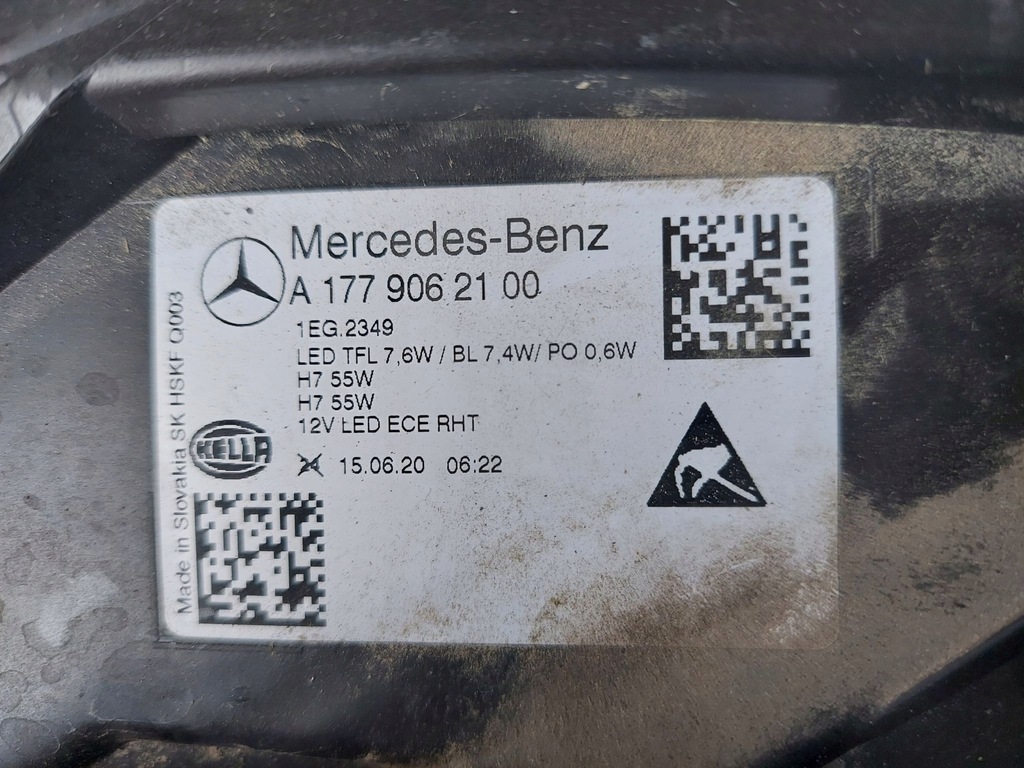 Mercedes-Benz
A 177 906 21 00
1EG.2349
LED TFL 7,6W / BL 7,4W/ PO 0,6W
H7 55W
H7 55W
12V LED ECE RHT
HELLA
15.06.20 06:22
Made in Slovakia SK HSKF Q003